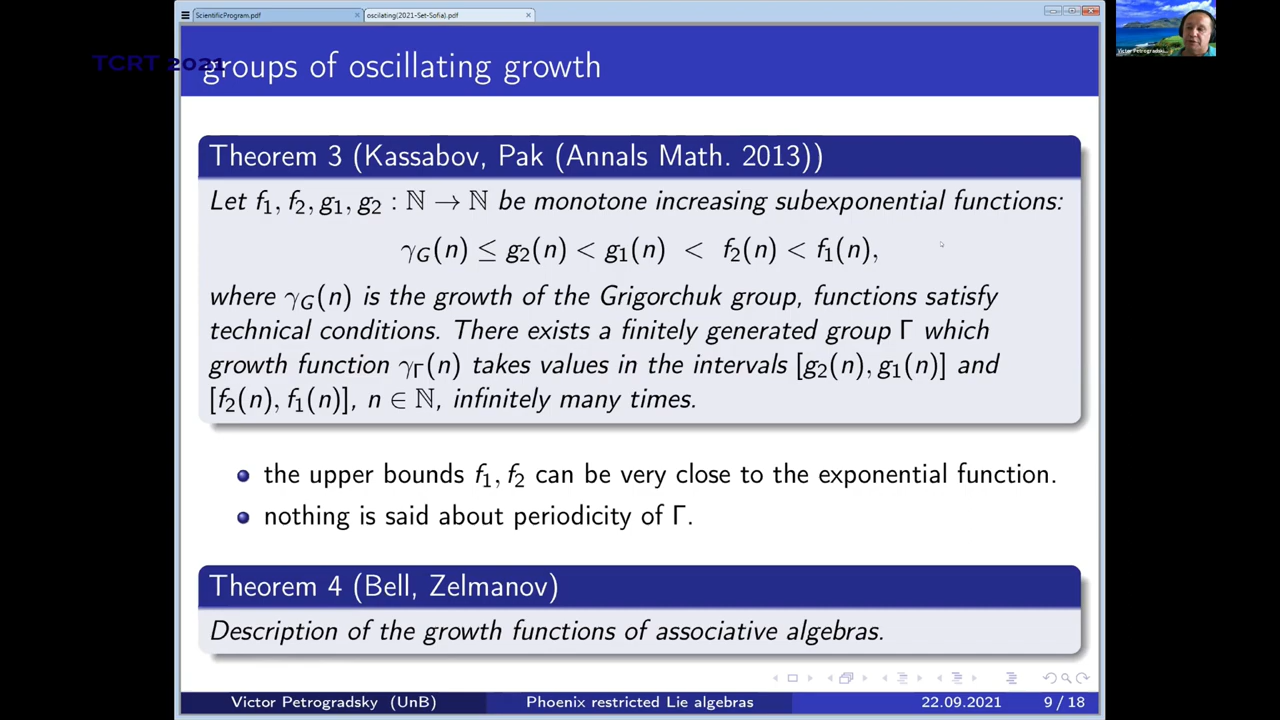 ScientificProgram.pdf
oscilating(2021-Set-Sofia).pdf
TCRT 2021
groups of oscillating growth
Theorem 3 (Kassabov, Pak (Annals Math. 2013))
Let f₁, f₂, g₁, g₂ : ℕ → ℕ be monotone increasing subexponential functions:
γ_G(n) ≤ g₂(n) < g₁(n) < f₂(n) < f₁(n),
where γ_G(n) is the growth of the Grigorchuk group, functions satisfy
technical conditions. There exists a finitely generated group Γ which
growth function γ_Γ(n) takes values in the intervals [g₂(n), g₁(n)] and
[f₂(n), f₁(n)], n ∈ ℕ, infinitely many times.
the upper bounds f₁, f₂ can be very close to the exponential function.
nothing is said about periodicity of Γ.
Theorem 4 (Bell, Zelmanov)
Description of the growth functions of associative algebras.
Victor Petrogradsky (UnB)
Phoenix restricted Lie algebras
22.09.2021
9 / 18